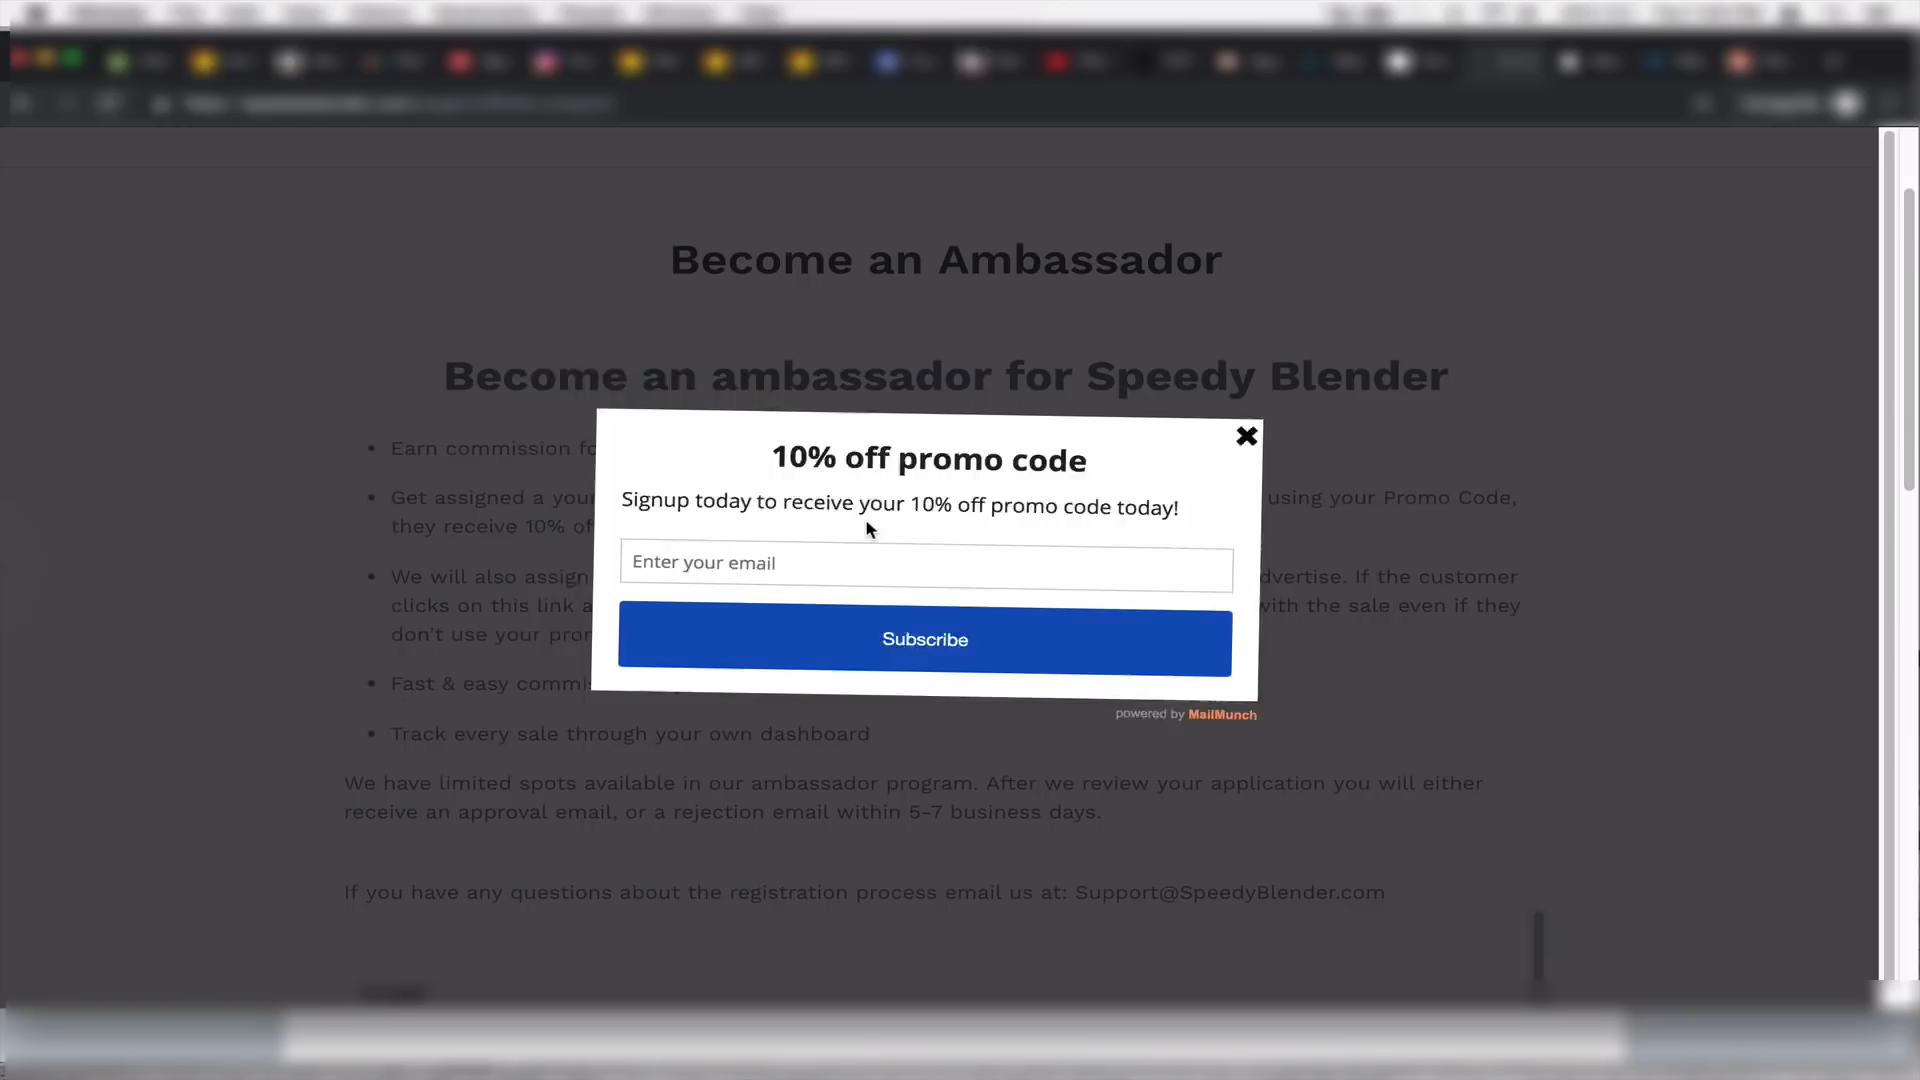 Become an Ambassador
Become an ambassador for Speedy Blender
• Earn commission
• Get assigned a your using your Promo Code,
they receive 10%
• We will also assign dvertise. If the customer
clicks on this link with the sale even if they
don't use your
• Fast & easy
• Track every sale through your own dashboard
We have limited spots available in our ambassador program. After we review your application you will either
receive an approval email, or a rejection email within 5-7 business days.
If you have any questions about the registration process email us at: Support@SpeedyBlender.com
10% off promo code
Signup today to receive your 10% off promo code today!
Enter your email
Subscribe
powered by MailMunch